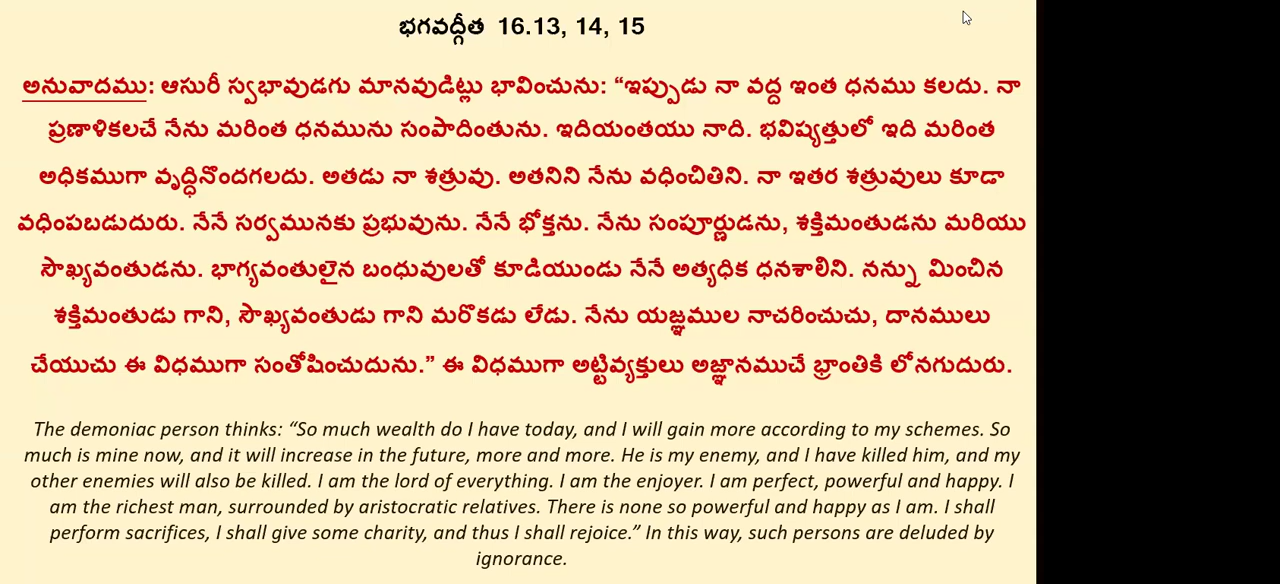 భగవద్గీత 16.13, 14, 15
అనువాదము: ఆసురీ స్వభావుడగు మానవుడిట్లు భావించును: “ఇప్పుడు నా వద్ద ఇంత ధనము కలదు. నా
ప్రణాళికలచే నేను మరింత ధనమును సంపాదింతును. ఇదియంతయు నాది. భవిష్యత్తులో ఇది మరింత
అధికముగా వృద్ధినొందగలదు. అతడు నా శత్రువు. అతనిని నేను వధించితిని. నా ఇతర శత్రువులు కూడా
వధింపబడుదురు. నేనే సర్వమునకు ప్రభువును. నేనే భోక్తను. నేను సంపూర్ణుడను, శక్తిమంతుడను మరియు
సౌఖ్యవంతుడను. భాగ్యవంతులైన బంధువులతో కూడియుండు నేనే అత్యధిక ధనశాలిని. నన్ను మించిన
శక్తిమంతుడు గాని, సౌఖ్యవంతుడు గాని మరొకడు లేడు. నేను యజ్ఞముల నాచరించుచు, దానములు
చేయుచు ఈ విధముగా సంతోషించుదును.” ఈ విధముగా అట్టివ్యక్తులు అజ్ఞానముచే భ్రాంతికి లోనగుదురు.
The demoniac person thinks: “So much wealth do I have today, and I will gain more according to my schemes. So
much is mine now, and it will increase in the future, more and more. He is my enemy, and I have killed him, and my
other enemies will also be killed. I am the lord of everything. I am the enjoyer. I am perfect, powerful and happy. I
am the richest man, surrounded by aristocratic relatives. There is none so powerful and happy as I am. I shall
perform sacrifices, I shall give some charity, and thus I shall rejoice.” In this way, such persons are deluded by
ignorance.